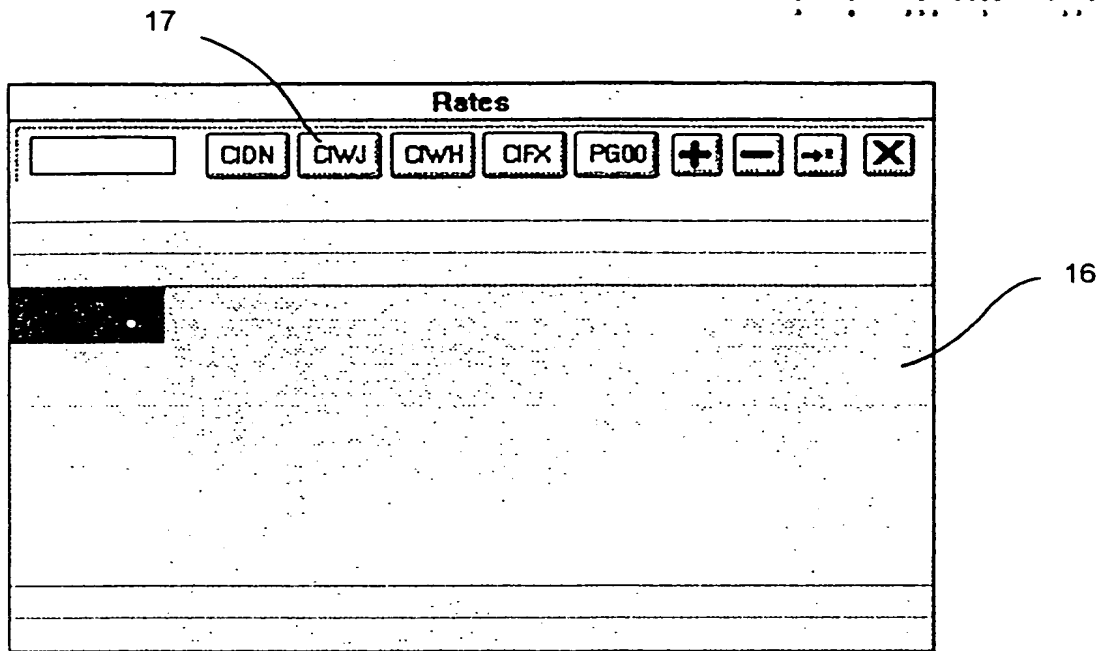 17
Rates
CIDN CIWJ CIWH CIFX PG00 + − → X
16